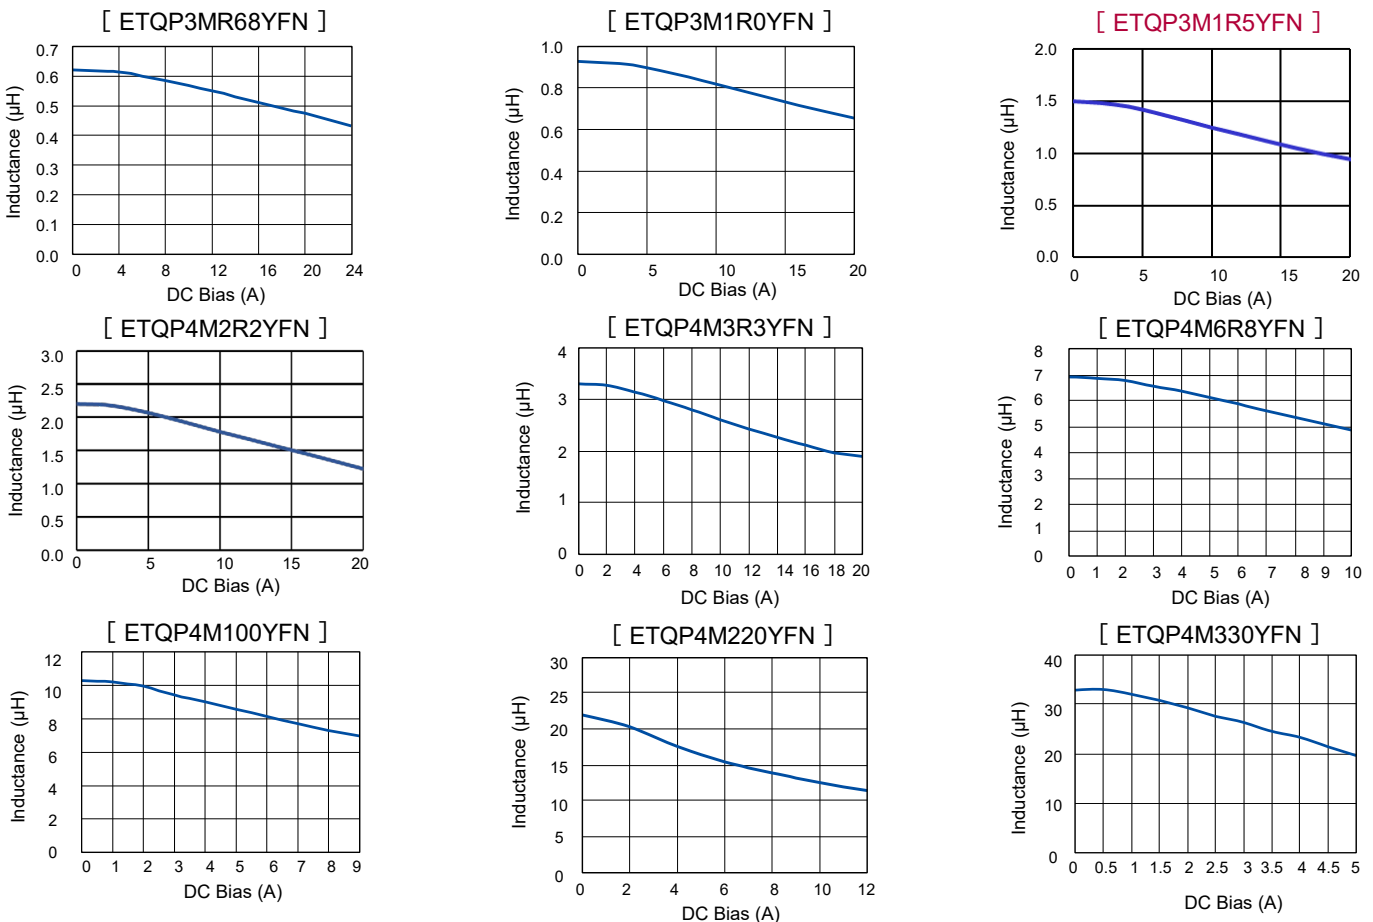 [ ETQP3MR68YFN ]
0.7
0.6
0.5
0.4
0.3
0.2
0.1
0.0
Inductance (μH)
0 4 8 12 16 20 24
DC Bias (A)
[ ETQP3M1R0YFN ]
1.0
0.8
0.6
0.4
0.2
0.0
Inductance (μH)
0 5 10 15 20
DC Bias (A)
[ ETQP3M1R5YFN ]
2.0
1.5
1.0
0.5
0.0
Inductance (μH)
0 5 10 15 20
DC Bias (A)
[ ETQP4M2R2YFN ]
3.0
2.5
2.0
1.5
1.0
0.5
0.0
Inductance (μH)
0 5 10 15 20
DC Bias (A)
[ ETQP4M3R3YFN ]
4
3
2
1
0
Inductance (μH)
0 2 4 6 8 10 12 14 16 18 20
DC Bias (A)
[ ETQP4M6R8YFN ]
8
7
6
5
4
3
2
1
0
Inductance (μH)
0 1 2 3 4 5 6 7 8 9 10
DC Bias (A)
[ ETQP4M100YFN ]
12
10
8
6
4
2
0
Inductance (μH)
0 1 2 3 4 5 6 7 8 9
DC Bias (A)
[ ETQP4M220YFN ]
30
25
20
15
10
5
0
Inductance (μH)
0 2 4 6 8 10 12
DC Bias (A)
[ ETQP4M330YFN ]
40
30
20
10
0
Inductance (μH)
0 0.5 1 1.5 2 2.5 3 3.5 4 4.5 5
DC Bias (A)